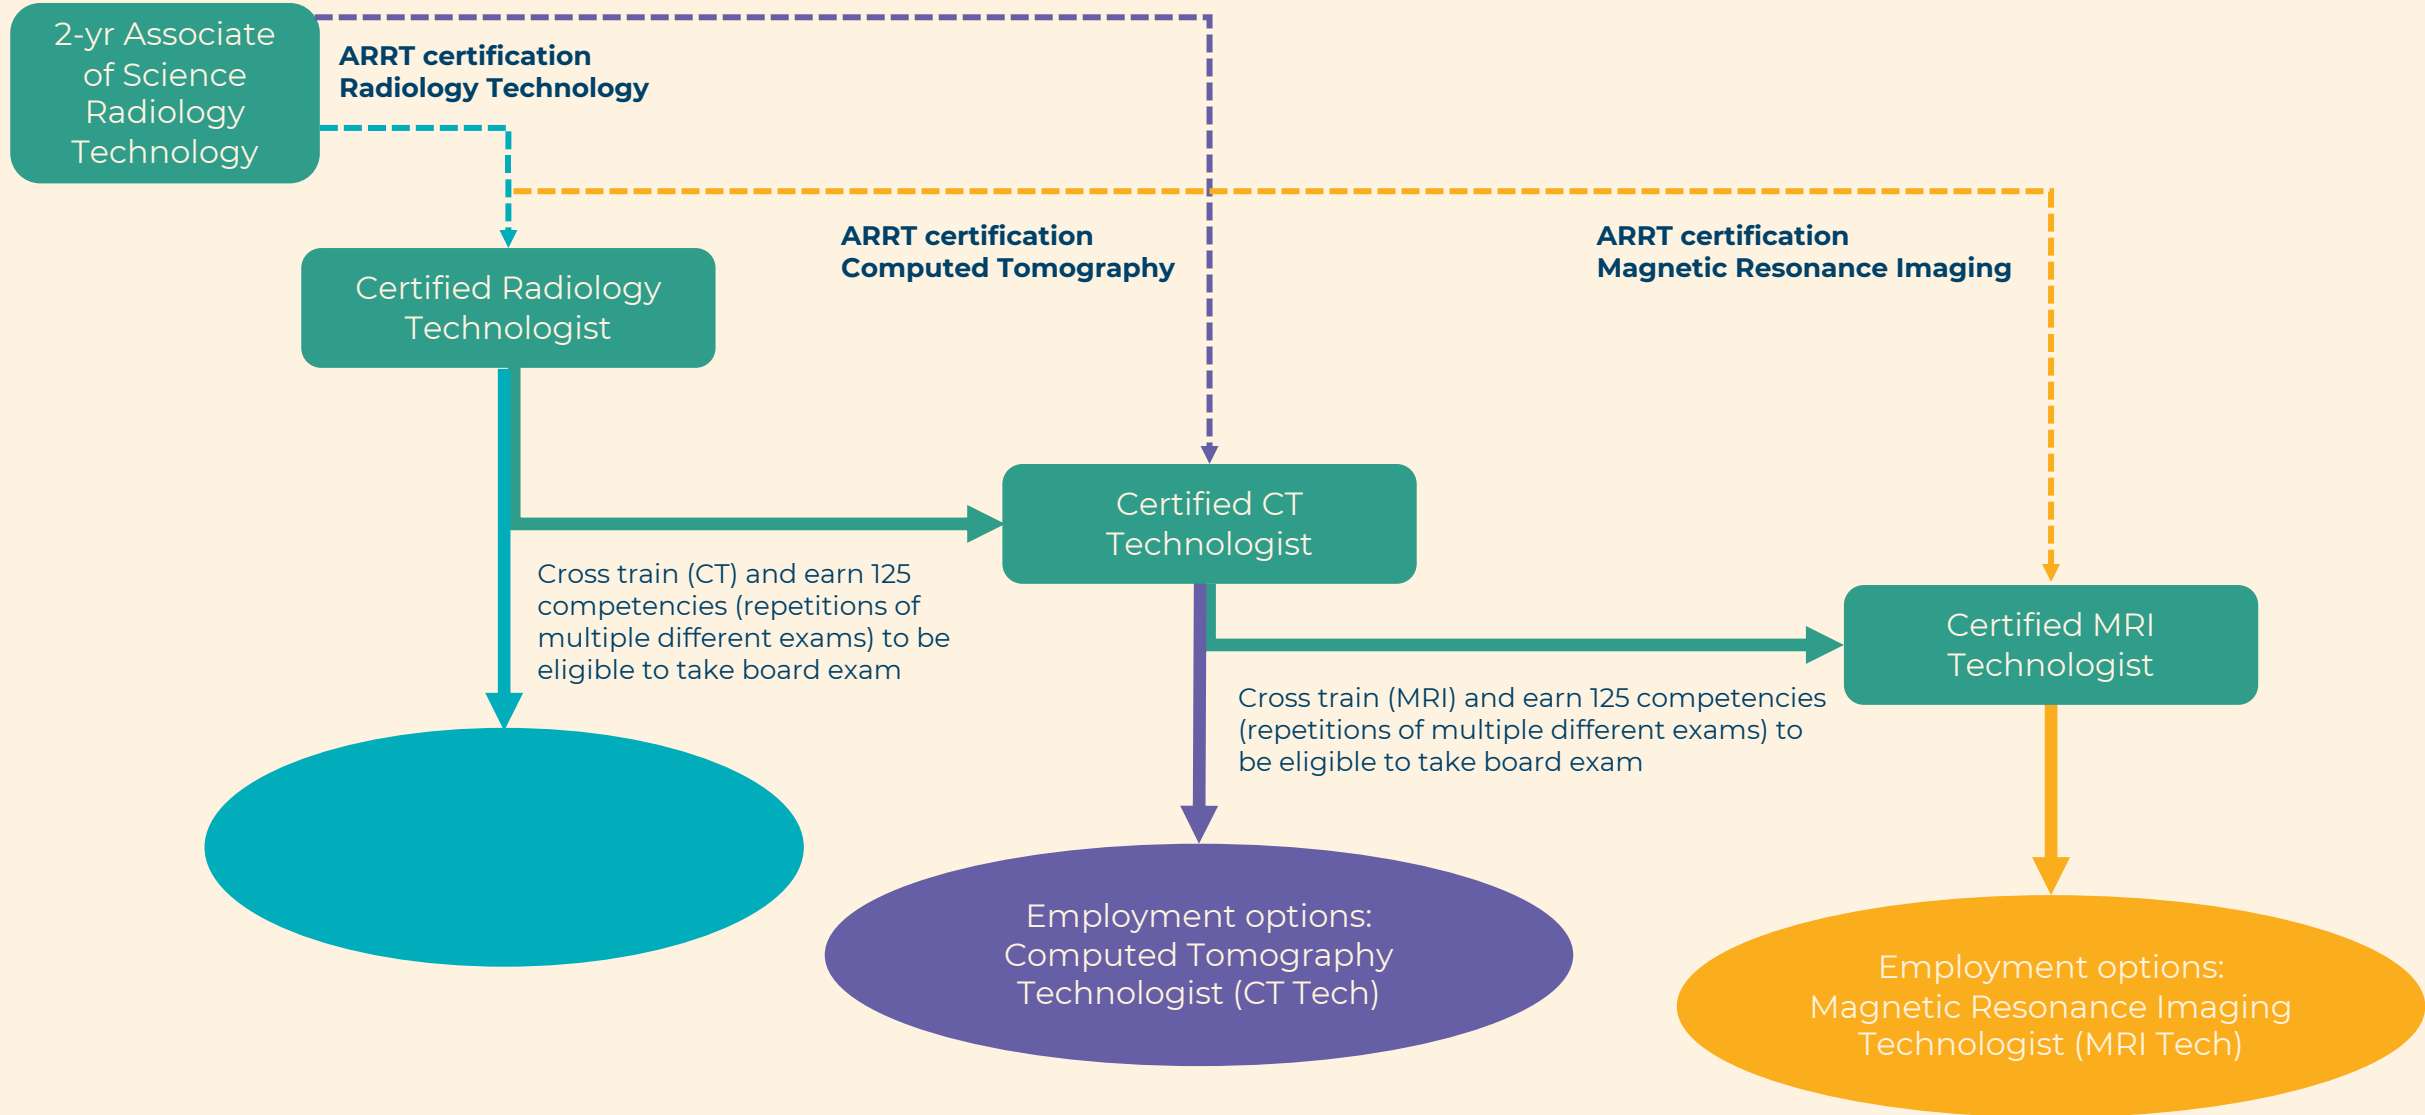 2-yr Associate
of Science
Radiology
Technology
ARRT certification
Radiology Technology
ARRT certification
Computed Tomography
ARRT certification
Magnetic Resonance Imaging
Certified Radiology
Technologist
Certified CT
Technologist
Cross train (CT) and earn 125
competencies (repetitions of
multiple different exams) to be
eligible to take board exam
Certified MRI
Technologist
Cross train (MRI) and earn 125 competencies
(repetitions of multiple different exams) to
be eligible to take board exam
Employment options:
Computed Tomography
Technologist (CT Tech)
Employment options:
Magnetic Resonance Imaging
Technologist (MRI Tech)